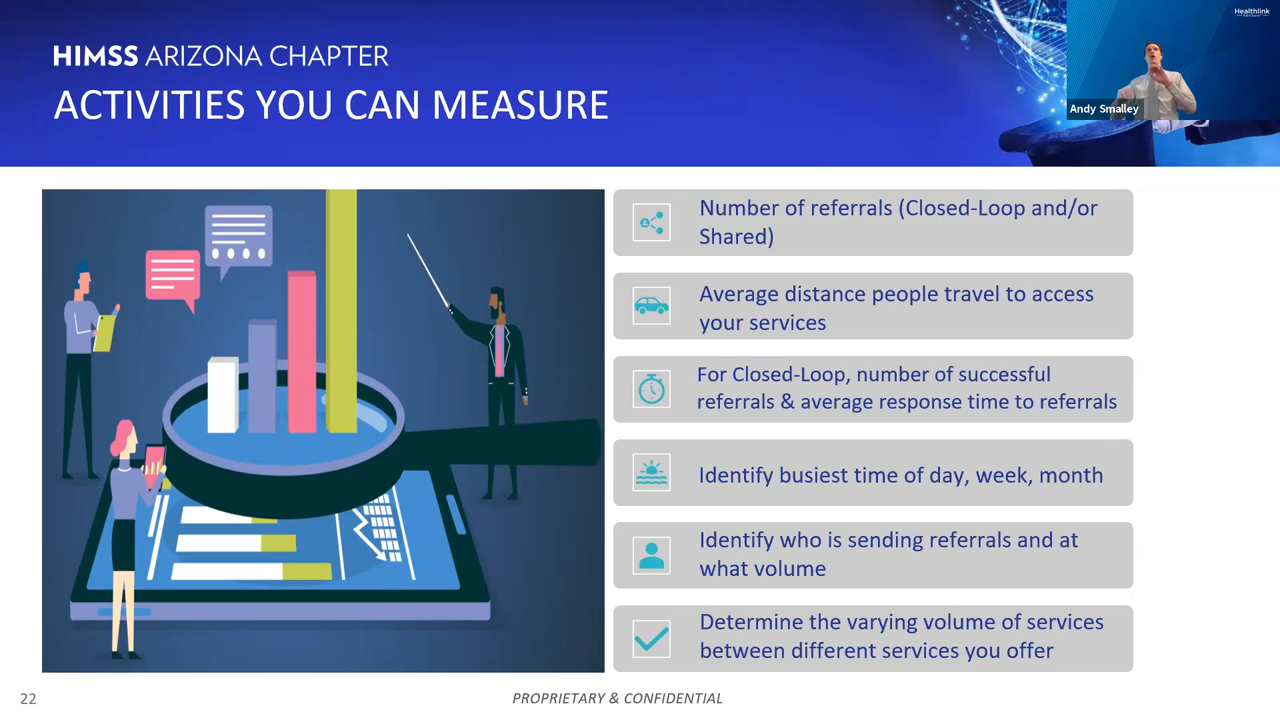 HIMSS ARIZONA CHAPTER
ACTIVITIES YOU CAN MEASURE
Healthlink
Andy Smalley
Number of referrals (Closed-Loop and/or
Shared)
Average distance people travel to access
your services
For Closed-Loop, number of successful
referrals & average response time to referrals
Identify busiest time of day, week, month
Identify who is sending referrals and at
what volume
Determine the varying volume of services
between different services you offer
22
PROPRIETARY & CONFIDENTIAL